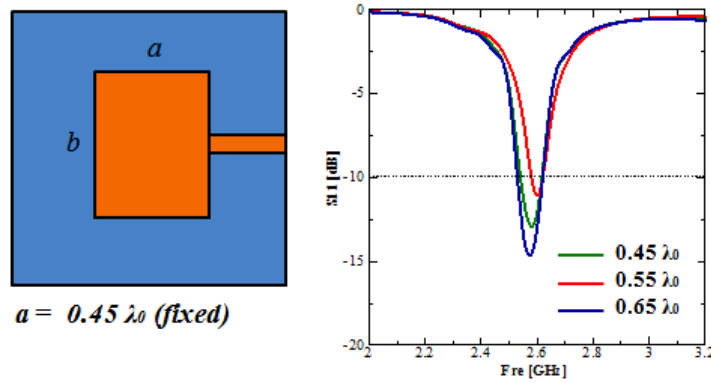 a
b
a = 0.45 λ₀ (fixed)
0
-5
-10
-15
-20
S11 [dB]
0.45 λ₀
0.55 λ₀
0.65 λ₀
2 2.2 2.4 2.6 2.8 3 3.2
Fre [GHz]